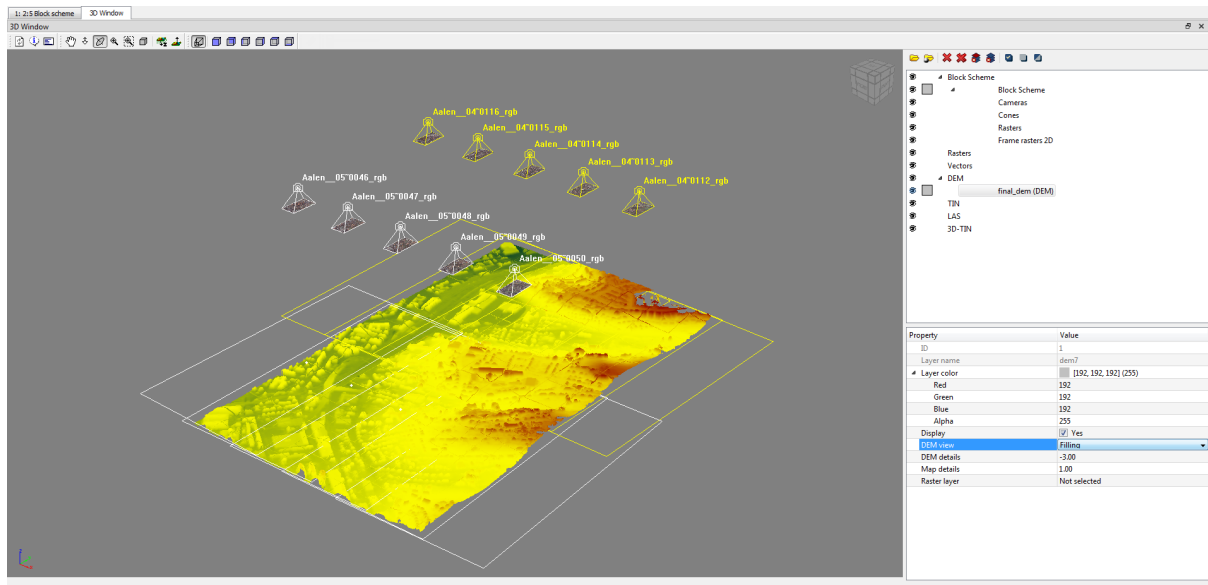 1: 2:5 Block scheme 3D Window
3D Window
Aalen__04~0116_rgb
Aalen__04~0115_rgb
Aalen__04~0114_rgb
Aalen__04~0113_rgb
Aalen__04~0112_rgb
Aalen__05~0046_rgb
Aalen__05~0047_rgb
Aalen__05~0048_rgb
Aalen__05~0049_rgb
Aalen__05~0050_rgb
Block Scheme
Block Scheme
Cameras
Cones
Rasters
Frame rasters 2D
Rasters
Vectors
DEM
final_dem (DEM)
TIN
LAS
3D-TIN
Property Value
ID 1
Layer name dem7
Layer color [192, 192, 192] (255)
Red 192
Green 192
Blue 192
Alpha 255
Display Yes
DEM view Filling
DEM details -3.00
Map details 1.00
Raster layer Not selected